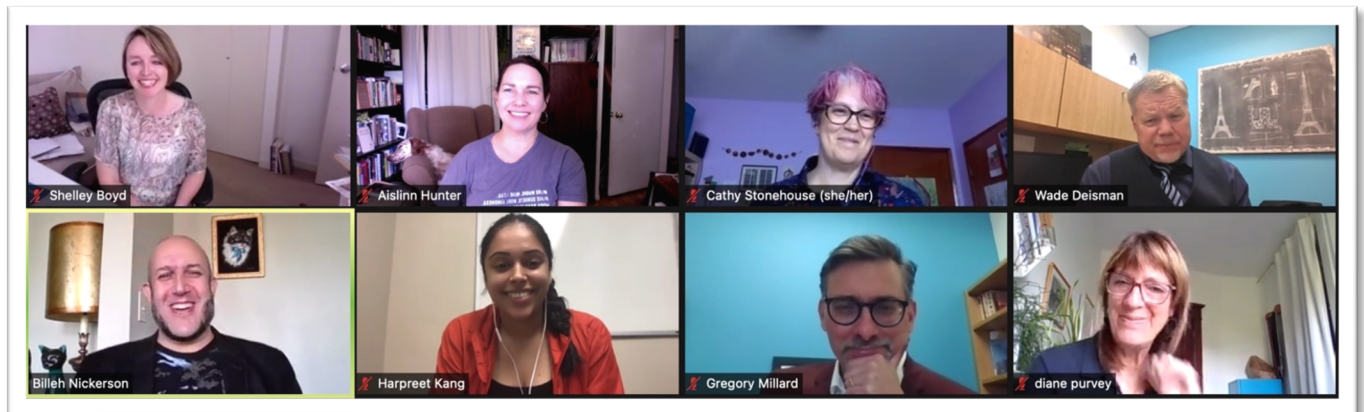 Shelley Boyd
Aislinn Hunter
Cathy Stonehouse (she/her)
Wade Deisman
Billeh Nickerson
Harpreet Kang
Gregory Millard
diane purvey